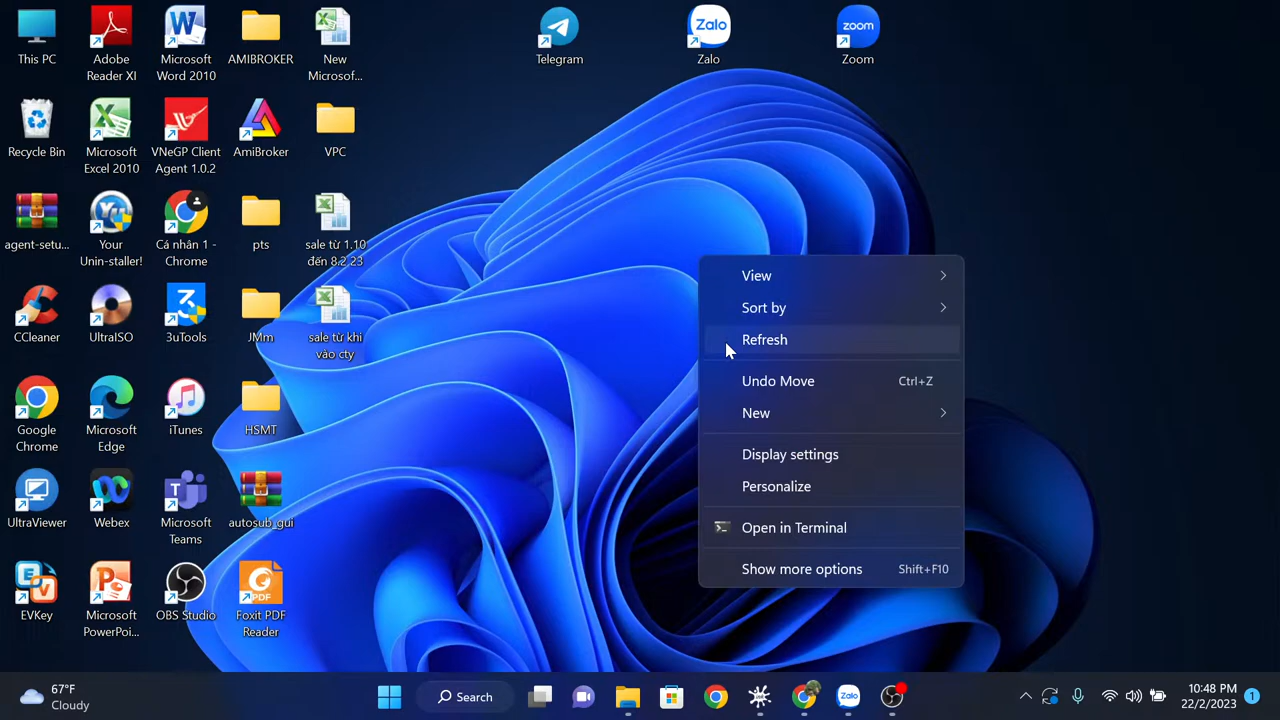 This PC
Adobe
Reader XI
Microsoft
Word 2010
AMIBROKER
New
Microsof...
Telegram
Zalo
Zalo
zoom
Zoom
Recycle Bin
Microsoft
Excel 2010
VNeGP Client
Agent 1.0.2
AmiBroker
VPC
agent-setu...
Your
Unin-staller!
Cá nhân 1 -
Chrome
pts
sale từ 1.10
đến 8.2.23
CCleaner
UltraISO
3uTools
JMm
sale từ khi
vào cty
Google
Chrome
Microsoft
Edge
iTunes
HSMT
UltraViewer
Webex
Microsoft
Teams
autosub_gui
EVKey
Microsoft
PowerPoi...
OBS Studio
PDF
Foxit PDF
Reader
View
Sort by
Refresh
Undo Move Ctrl+Z
New
Display settings
Personalize
Open in Terminal
Show more options Shift+F10
67°F
Cloudy
Search
Zalo
10:48 PM
22/2/2023
1